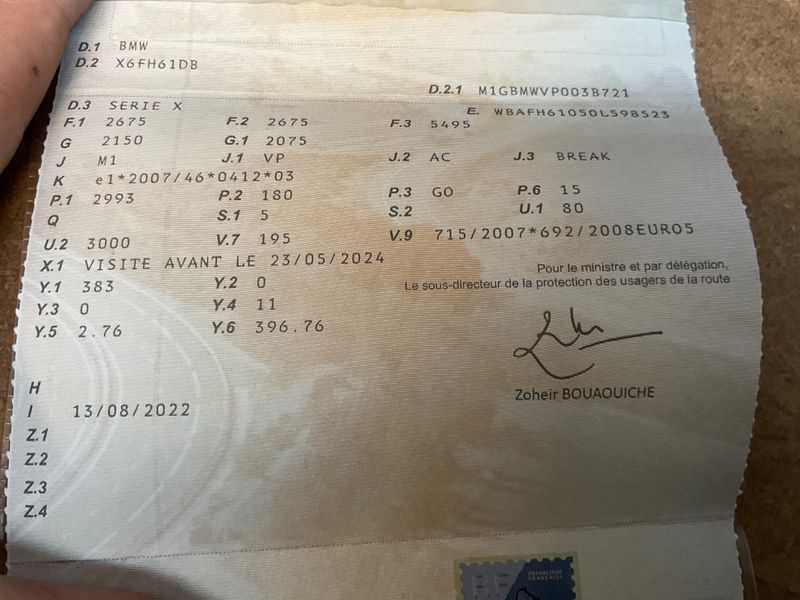 D.1 BMW
D.2 X6FH61DB
D.2.1 M1GBMWVP003B721
D.3 SERIE X E. WBAFH61050L598523
F.1 2675 F.2 2675 F.3 5495
G 2150 G.1 2075
J M1 J.1 VP J.2 AC J.3 BREAK
K e1*2007/46*0412*03
P.1 2993 P.2 180 P.3 GO P.6 15
Q S.1 5 S.2 U.1 80
U.2 3000 V.7 195 V.9 715/2007*692/2008EURO5
X.1 VISITE AVANT LE 23/05/2024
Y.1 383 Y.2 0
Y.3 0 Y.4 11
Y.5 2.76 Y.6 396.76
Pour le ministre et par délégation,
Le sous-directeur de la protection des usagers de la route
Zoheir BOUAOUICHE
H
I 13/08/2022
Z.1
Z.2
Z.3
Z.4
RÉPUBLIQUE
FRANÇAISE